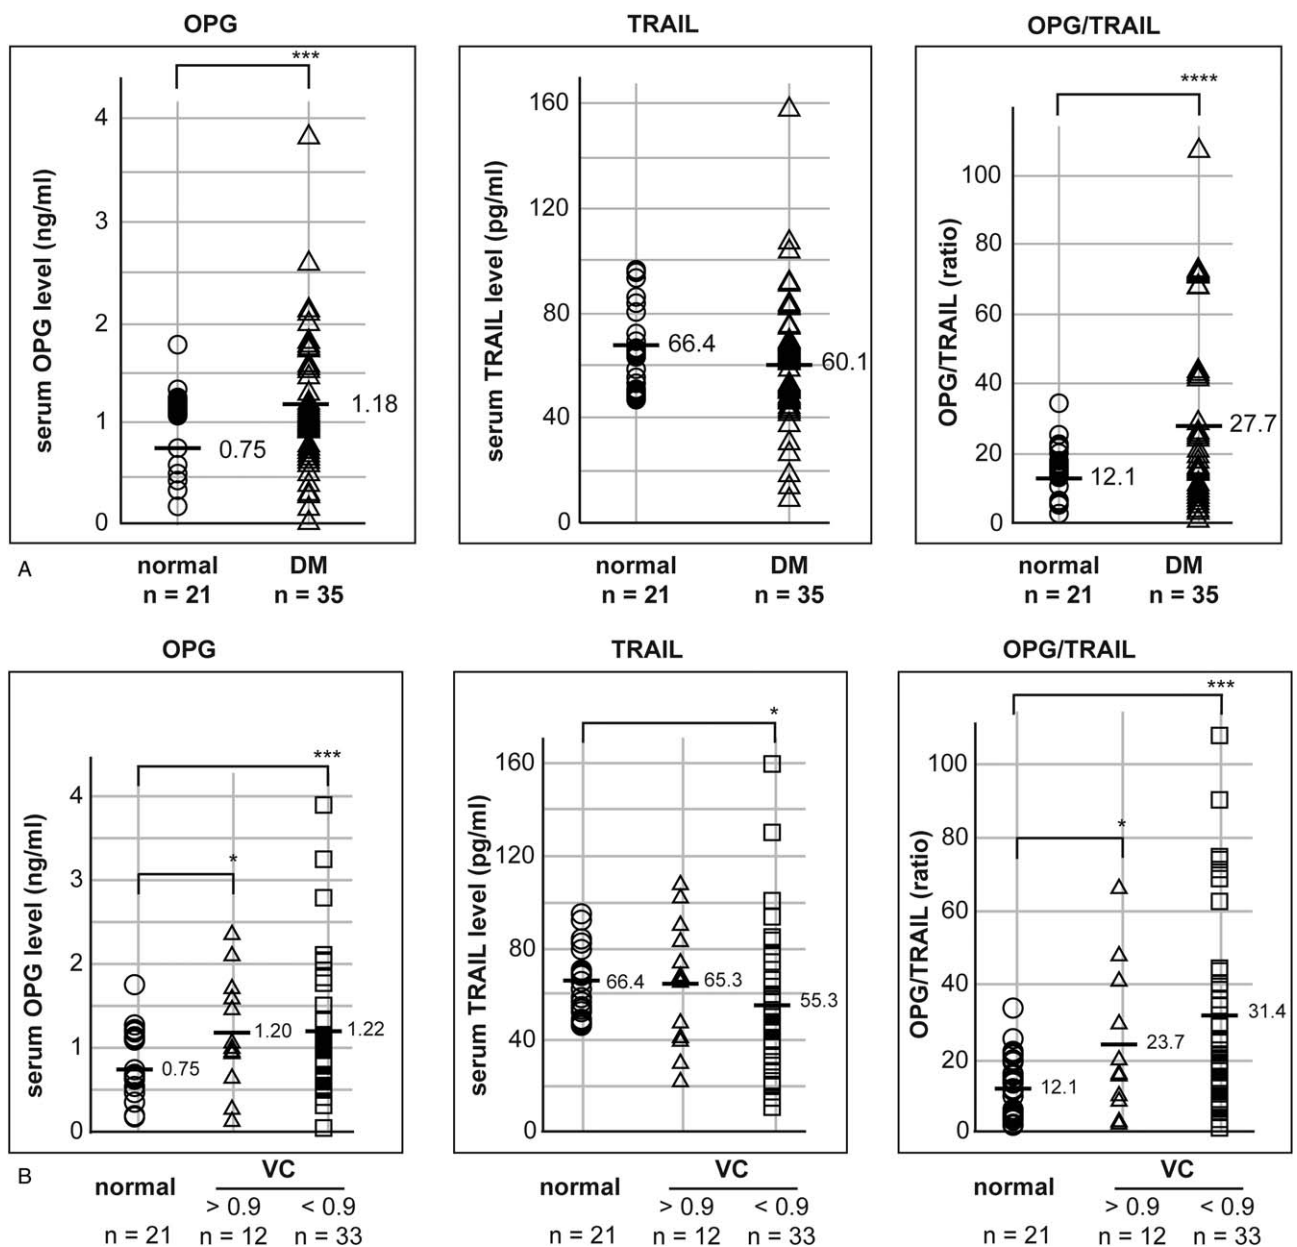 OPG
TRAIL
OPG/TRAIL
***
****
serum OPG level (ng/ml)
4
3
2
1
0
1.18
0.75
serum TRAIL level (pg/ml)
160
120
80
40
0
66.4
60.1
OPG/TRAIL (ratio)
100
80
60
40
20
0
27.7
12.1
A
normal
DM
n = 21
n = 35
normal
DM
n = 21
n = 35
normal
DM
n = 21
n = 35
OPG
TRAIL
OPG/TRAIL
serum OPG level (ng/ml)
4
3
2
1
0
***
*
0.75
1.20
1.22
serum TRAIL level (pg/ml)
160
120
80
40
0
*
66.4
65.3
55.3
OPG/TRAIL (ratio)
100
80
60
40
20
0
***
*
12.1
23.7
31.4
B
normal
VC
> 0.9
< 0.9
n = 21
n = 12
n = 33
normal
VC
> 0.9
< 0.9
n = 21
n = 12
n = 33
normal
VC
> 0.9
< 0.9
n = 21
n = 12
n = 33